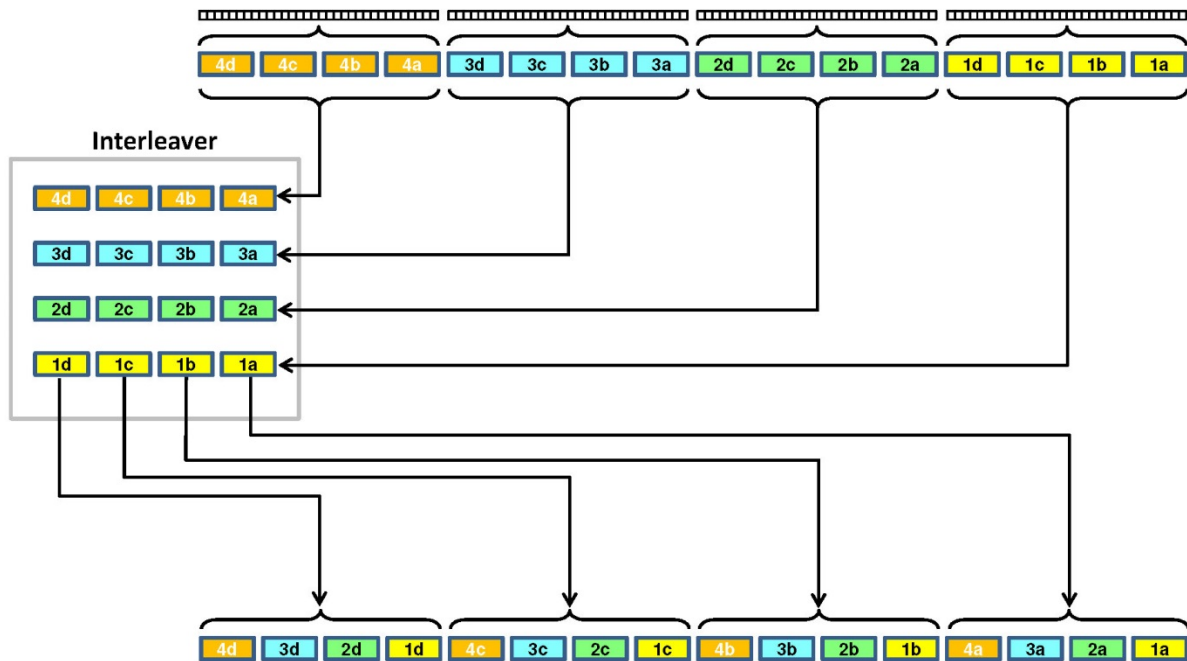 4d 4c 4b 4a 3d 3c 3b 3a 2d 2c 2b 2a 1d 1c 1b 1a
Interleaver
4d 4c 4b 4a
3d 3c 3b 3a
2d 2c 2b 2a
1d 1c 1b 1a
4d 3d 2d 1d 4c 3c 2c 1c 4b 3b 2b 1b 4a 3a 2a 1a